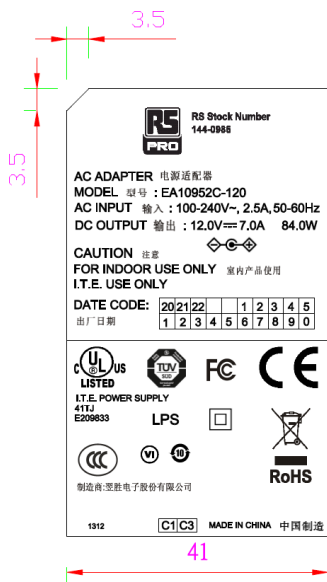 3.5
3.5
RS
PRO
RS Stock Number
144-0986
AC ADAPTER 电源适配器
MODEL 型号 : EA10952C-120
AC INPUT 输入 : 100-240V~, 2.5A, 50-60Hz
DC OUTPUT 输出 : 12.0V⎓7.0A 84.0W
CAUTION 注意
FOR INDOOR USE ONLY 室内产品使用
I.T.E. USE ONLY
DATE CODE: 20 21 22 1 2 3 4 5
出厂日期 1 2 3 4 5 6 7 8 9 0
C UL US
LISTED
TÜV
FC
CE
I.T.E. POWER SUPPLY
41TJ
E209833
LPS
CCC
VI
10
RoHS
制造商:翌胜电子股份有限公司
1312
C1 C3
MADE IN CHINA 中国制造
41